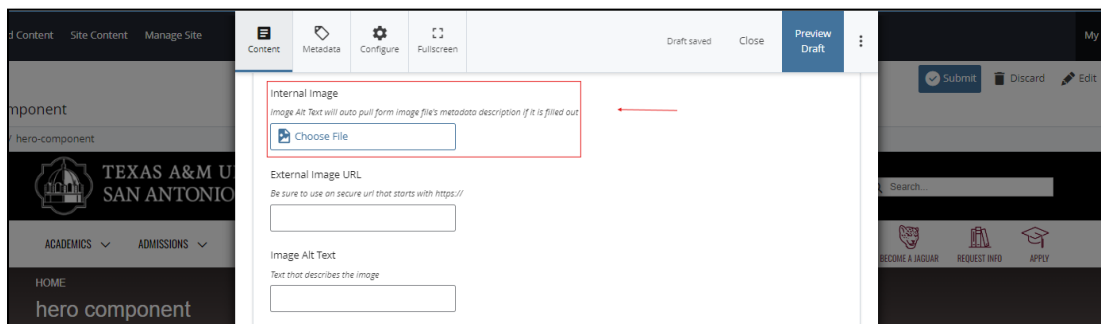 d Content Site Content Manage Site
Content Metadata Configure Fullscreen
Draft saved Close Preview Draft
My
Submit Discard Edit
mponent
/ hero-component
Internal Image
Image Alt Text will auto pull form image file's metadata description if it is filled out
Choose File
External Image URL
Be sure to use an secure url that starts with https://
Image Alt Text
Text that describes the image
TEXAS A&M U
SAN ANTONIO
Search...
ACADEMICS ADMISSIONS
BECOME A JAGUAR REQUEST INFO APPLY
HOME
hero component